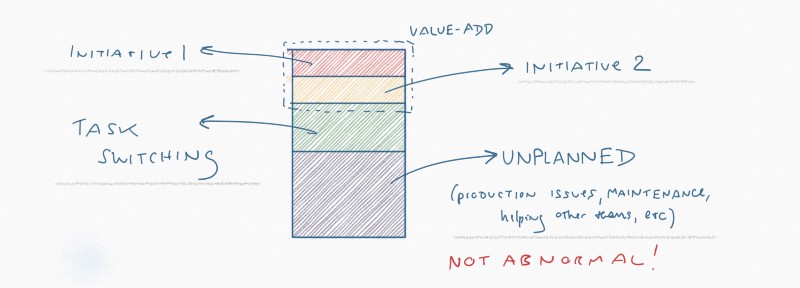 VALUE-ADD
INITIATIVE 1
INITIATIVE 2
TASK
SWITCHING
UNPLANNED
(PRODUCTION ISSUES, MAINTENANCE,
helping other teams, etc)
NOT ABNORMAL!